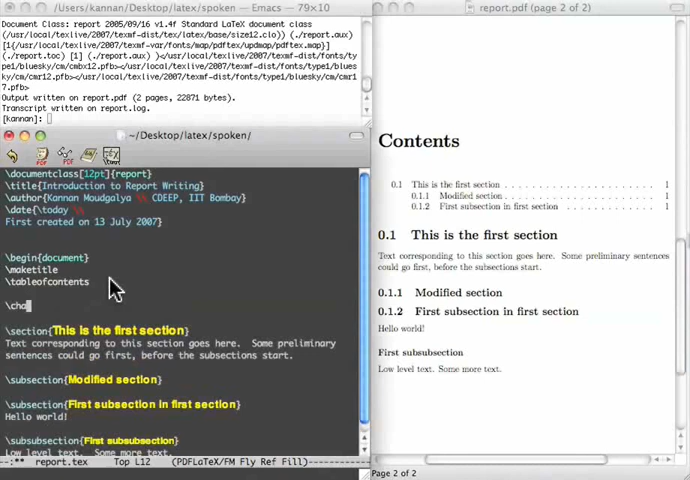 /Users/kannan — Emacs — 79×10
Document Class: report 2005/09/16 v1.4f Standard LaTeX document class
(/usr/local/texlive/2007/texmf-dist/tex/latex/base/size12.clo)) (./report.aux)
[1{/usr/local/texlive/2007/texmf-var/fonts/map/pdftex/updmap/pdftex.map}]
(./report.toc) [1] (./report.aux) )</usr/local/texlive/2007/texmf-dist/fonts/ty
pe1/bluesky/cm/cmbx12.pfb></usr/local/texlive/2007/texmf-dist/fonts/type1/blues
ky/cm/cmr12.pfb></usr/local/texlive/2007/texmf-dist/fonts/type1/bluesky/cm/cmr1
7.pfb>
Output written on report.pdf (2 pages, 22871 bytes).
Transcript written on report.log.
[kannan]:
~/Desktop/latex/spoken/
\documentclass[12pt]{report}
\title{Introduction to Report Writing}
\author{Kannan Moudgalya \\ CDEEP, IIT Bombay}
\date{\today \\
First created on 13 July 2007}
\begin{document}
\maketitle
\tableofcontents
\cha
\section{This is the first section}
Text corresponding to this section goes here.  Some preliminary
sentences could go first, before the subsections start.
\subsection{Modified section}
\subsection{First subsection in first section}
Hello world!
\subsubsection{First subsubsection}
Low level text.  Some more text.
--:**  report.tex   Top L12   (PDFLaTeX/FM Fly Ref Fill)
report.pdf (page 2 of 2)
Contents
0.1 This is the first section . . . . . . . . . . . . . . . . . . . . 1
0.1.1 Modified section . . . . . . . . . . . . . . . . . . . . 1
0.1.2 First subsection in first section . . . . . . . . . . . . 1
0.1 This is the first section
Text corresponding to this section goes here. Some preliminary sentences
could go first, before the subsections start.
0.1.1 Modified section
0.1.2 First subsection in first section
Hello world!
First subsubsection
Low level text. Some more text.
Page 2 of 2